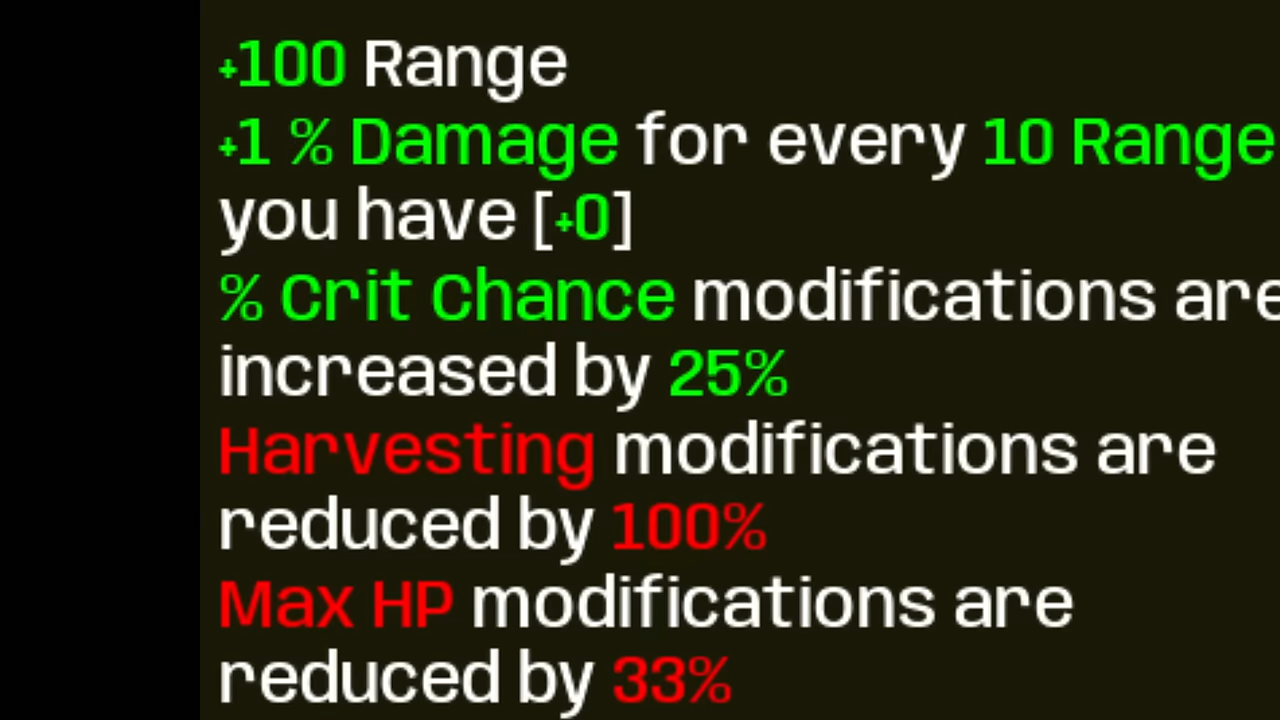 +100 Range
+1 % Damage for every 10 Range
you have [+0]
% Crit Chance modifications are
increased by 25%
Harvesting modifications are
reduced by 100%
Max HP modifications are
reduced by 33%